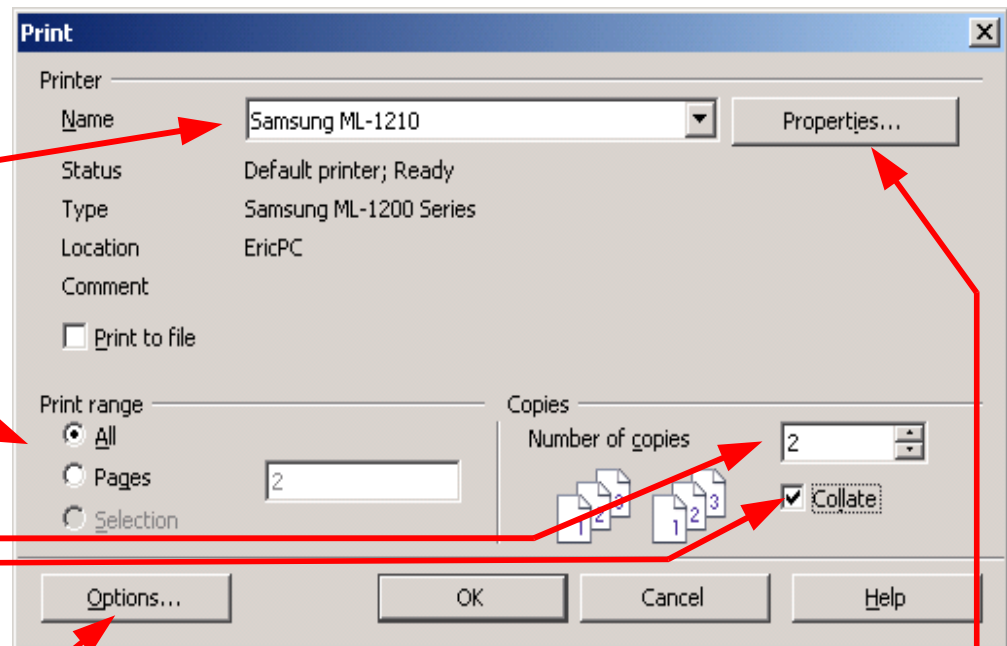 Print
Printer
Name Samsung ML-1210 Properties...
Status Default printer; Ready
Type Samsung ML-1200 Series
Location EricPC
Comment
Print to file
Print range Copies
All Number of copies 2
Pages 2
1 2 3 1 2 3 Collate
Selection
Options... OK Cancel Help